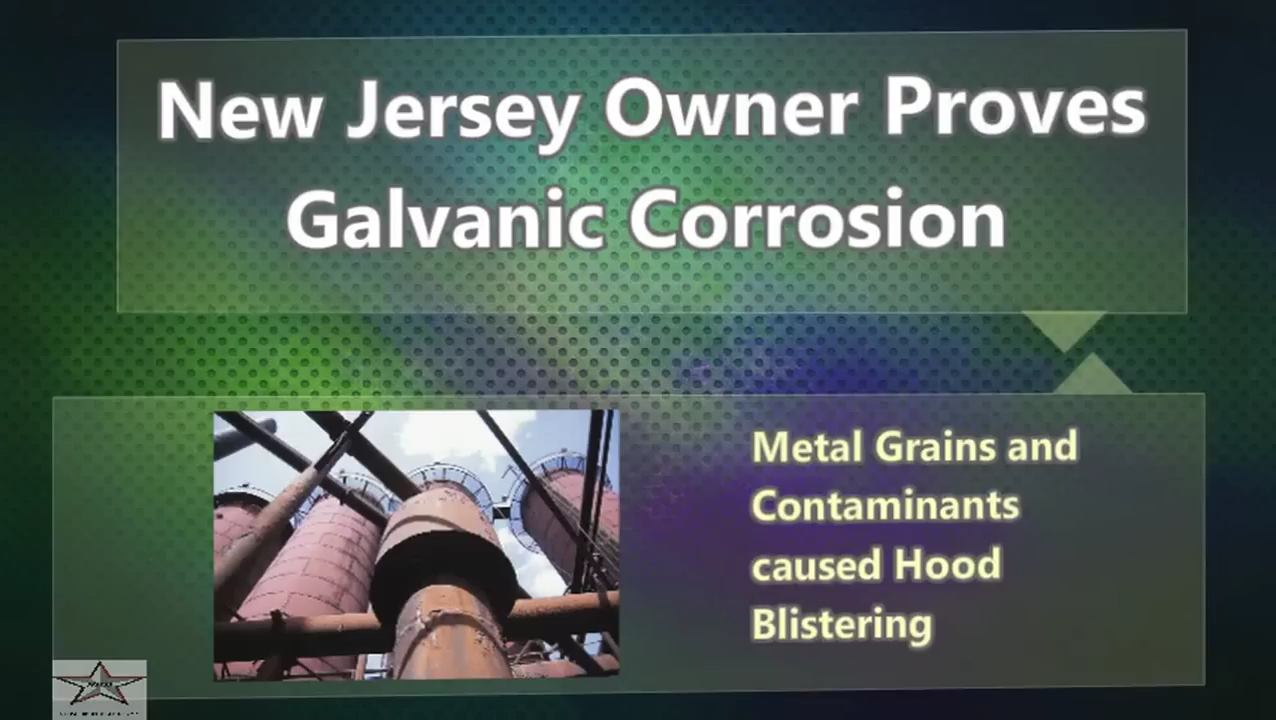 New Jersey Owner Proves
Galvanic Corrosion
Metal Grains and
Contaminants
caused Hood
Blistering